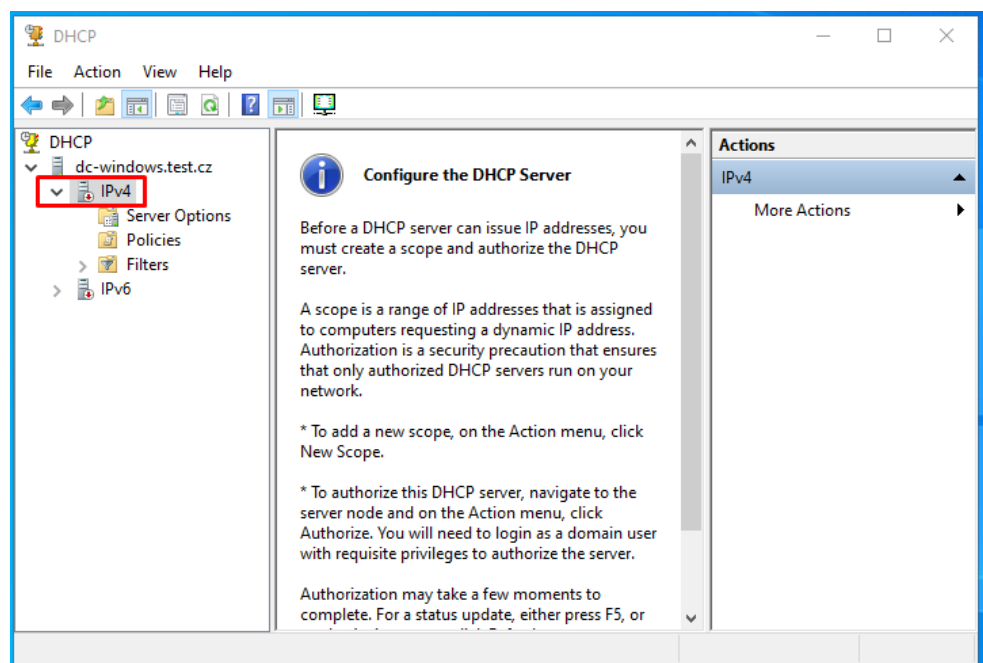 DHCP
File Action View Help
DHCP
dc-windows.test.cz
IPv4
Server Options
Policies
Filters
IPv6
Configure the DHCP Server
Before a DHCP server can issue IP addresses, you
must create a scope and authorize the DHCP
server.
A scope is a range of IP addresses that is assigned
to computers requesting a dynamic IP address.
Authorization is a security precaution that ensures
that only authorized DHCP servers run on your
network.
* To add a new scope, on the Action menu, click
New Scope.
* To authorize this DHCP server, navigate to the
server node and on the Action menu, click
Authorize. You will need to login as a domain user
with requisite privileges to authorize the server.
Authorization may take a few moments to
complete. For a status update, either press F5, or
Actions
IPv4
More Actions